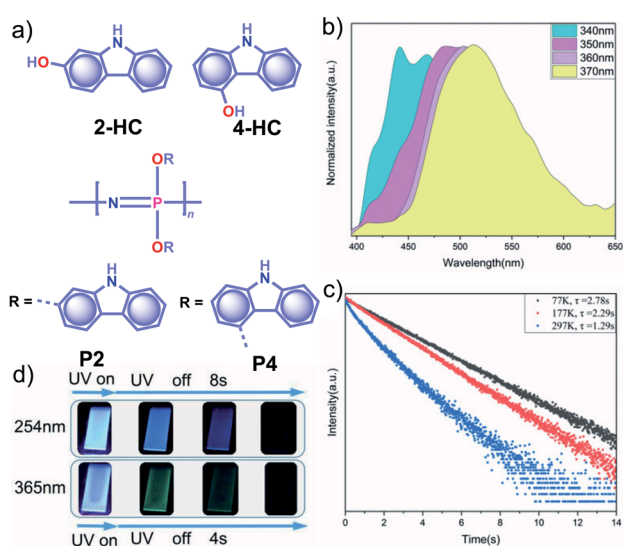 a)
H
N
HO
2-HC
H
N
OH
4-HC
OR
N
P
n
OR
R =
H
N
P2
R =
H
N
P4
b)
Normalized intensity(a.u.)
340nm
350nm
360nm
370nm
400 450 500 550 600 650
Wavelength(nm)
c)
Intensity(a.u.)
77K, τ =2.78s
177K, τ =2.29s
297K, τ =1.29s
0 2 4 6 8 10 12 14
Time(s)
d)
UV on UV off 8s
254nm
365nm
UV on UV off 4s